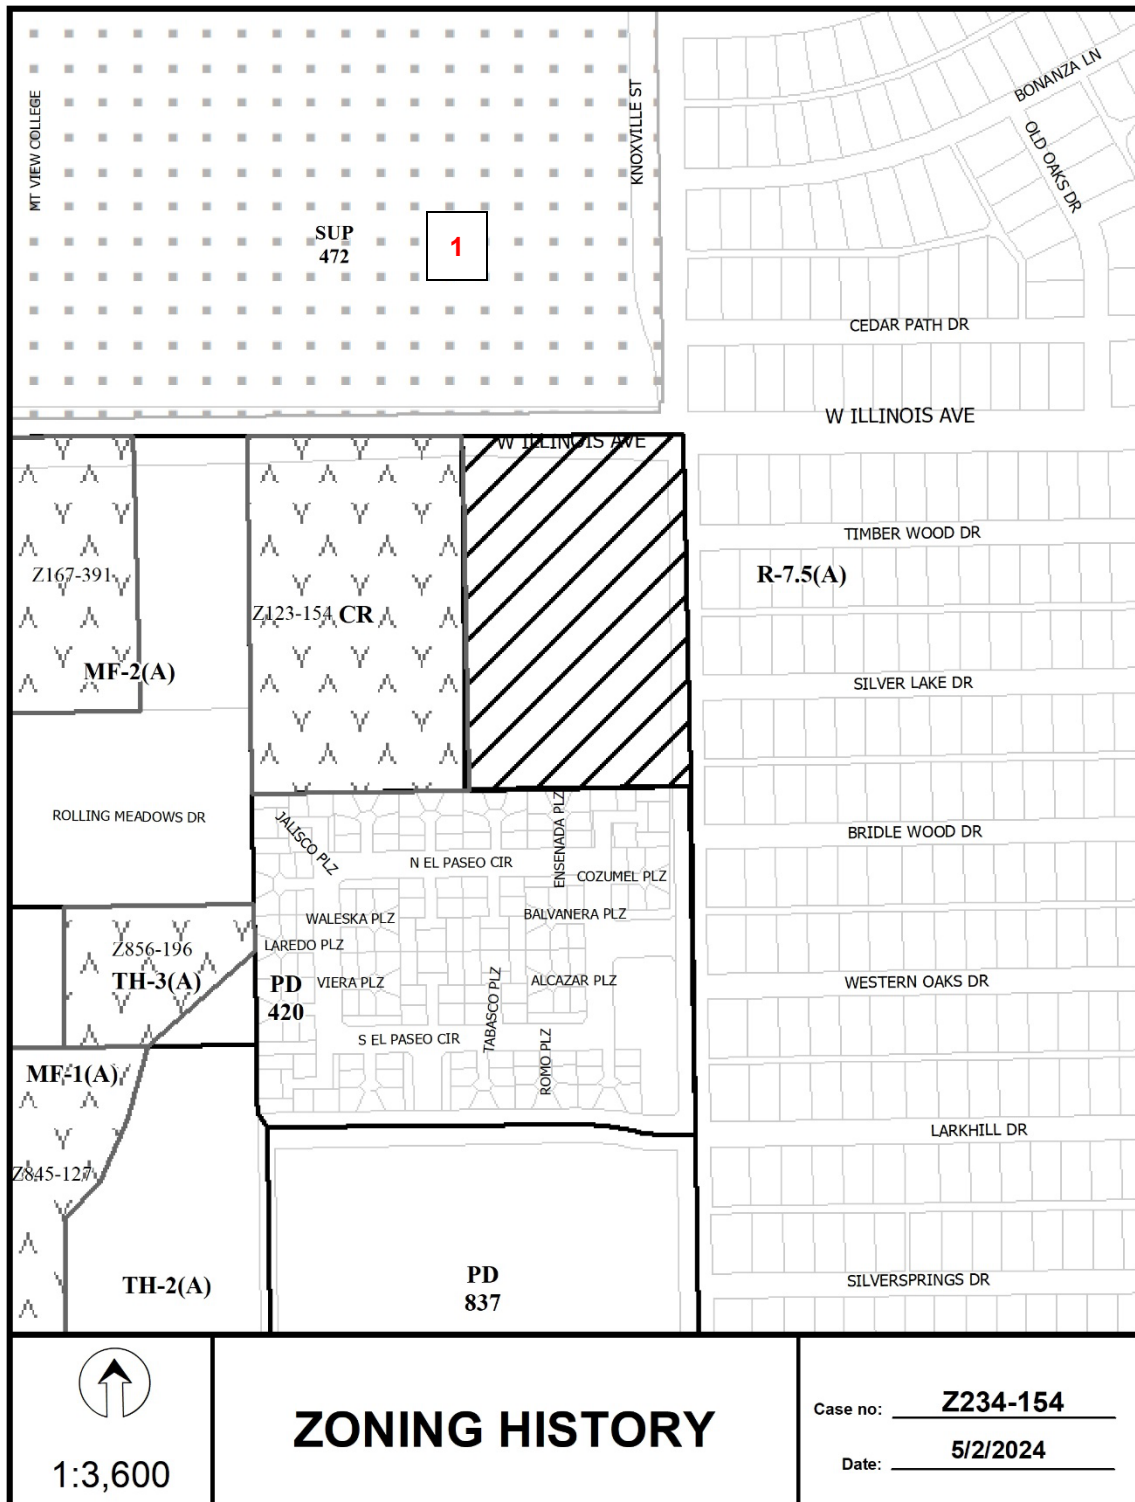 MT VIEW COLLEGE
KNOXVILLE ST
BONANZA LN
OLD OAKS DR
SUP
472
1
CEDAR PATH DR
W ILLINOIS AVE
W ILLINOIS AVE
TIMBER WOOD DR
Z167-391
R-7.5(A)
Z123-154 CR
MF-2(A)
SILVER LAKE DR
ROLLING MEADOWS DR
JALISCO PLZ
ENSENADA PLZ
BRIDLE WOOD DR
N EL PASEO CIR
COZUMEL PLZ
WALESKA PLZ
BALVANERA PLZ
Z856-196
LAREDO PLZ
TH-3(A)
PD
420
VIERA PLZ
TABASCO PLZ
ALCAZAR PLZ
WESTERN OAKS DR
S EL PASEO CIR
ROMO PLZ
MF-1(A)
LARKHILL DR
Z845-127
TH-2(A)
PD
837
SILVERSPRINGS DR
1:3,600
ZONING HISTORY
Case no: Z234-154
Date: 5/2/2024